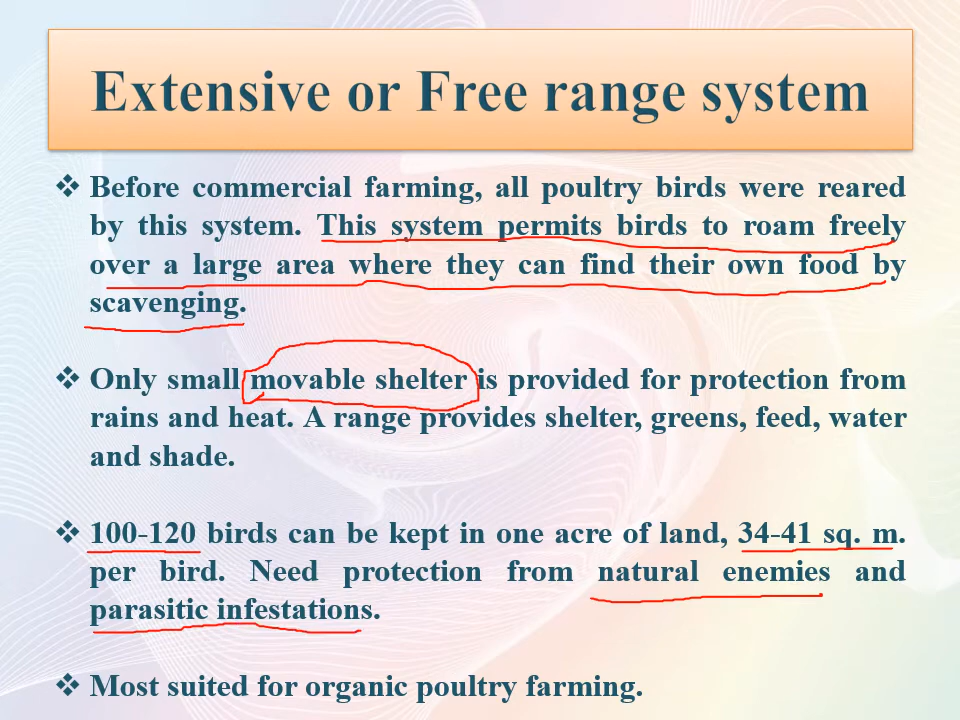 Extensive or Free range system
❖ Before commercial farming, all poultry birds were reared
by this system. This system permits birds to roam freely
over a large area where they can find their own food by
scavenging.
❖ Only small movable shelter is provided for protection from
rains and heat. A range provides shelter, greens, feed, water
and shade.
❖ 100-120 birds can be kept in one acre of land, 34-41 sq. m.
per bird. Need protection from natural enemies and
parasitic infestations.
❖ Most suited for organic poultry farming.